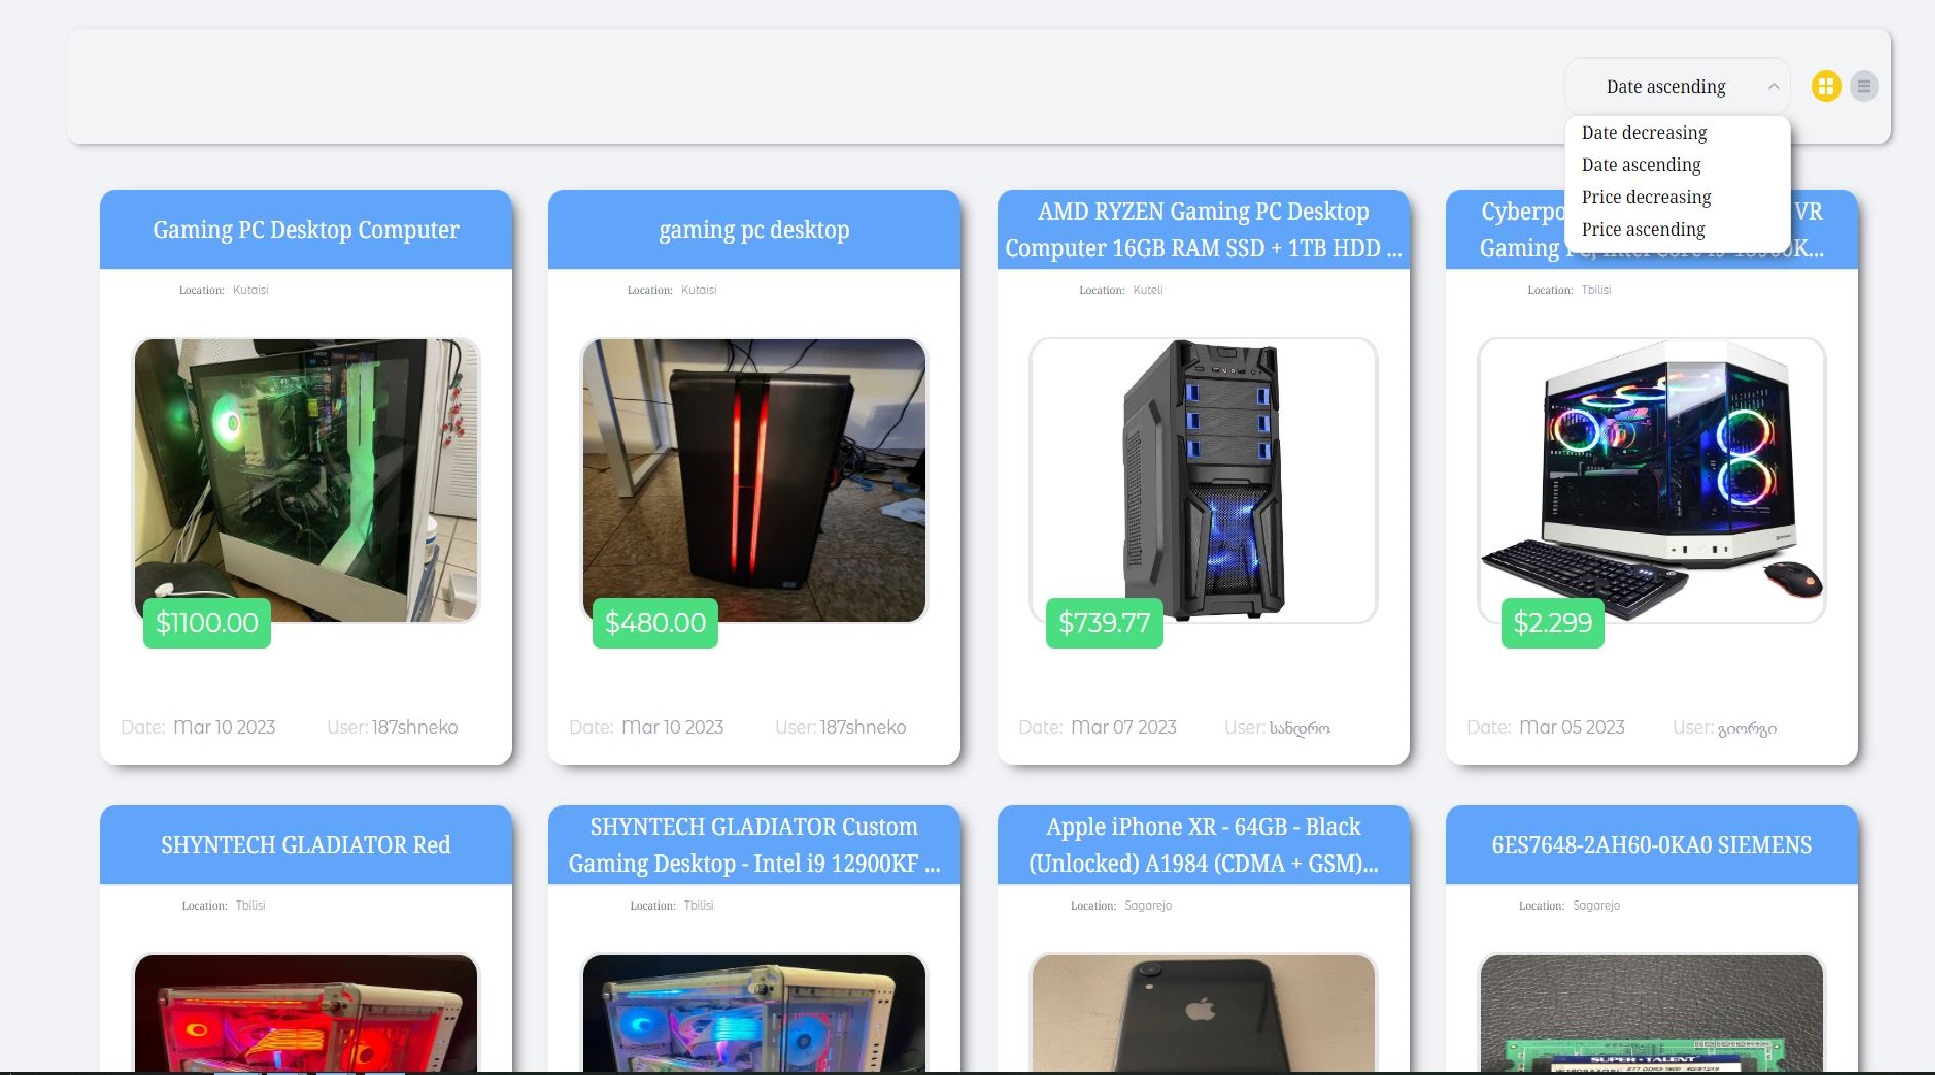 Date ascending
Date decreasing
Date ascending
Price decreasing
Price ascending
Gaming PC Desktop Computer
Location: Kutaisi
$1100.00
Date: Mar 10 2023 User: 187shneko
gaming pc desktop
Location: Kutaisi
$480.00
Date: Mar 10 2023 User: 187shneko
AMD RYZEN Gaming PC Desktop
Computer 16GB RAM SSD + 1TB HDD ...
Location: Kuteli
$739.77
Date: Mar 07 2023 User: სანდრო
VR
Gaming
Location: Tbilisi
$2.299
Date: Mar 05 2023 User: გიორგი
SHYNTECH GLADIATOR Red
Location: Tbilisi
SHYNTECH GLADIATOR Custom
Gaming Desktop - Intel i9 12900KF ...
Location: Tbilisi
Apple iPhone XR - 64GB - Black
(Unlocked) A1984 (CDMA + GSM)...
Location: Sagarejo
6ES7648-2AH60-0KA0 SIEMENS
Location: Sagarejo
SUPER★TALENT